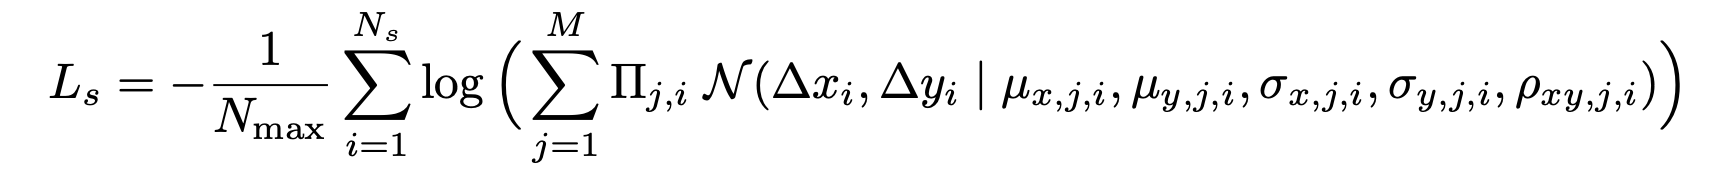 L_s = -\frac{1}{N_{\max}} \sum_{i=1}^{N_s} \log \Big( \sum_{j=1}^{M} \Pi_{j,i} \, \mathcal{N}(\Delta x_i, \Delta y_i \mid \mu_{x,j,i}, \mu_{y,j,i}, \sigma_{x,j,i}, \sigma_{y,j,i}, \rho_{xy,j,i}) \Big)